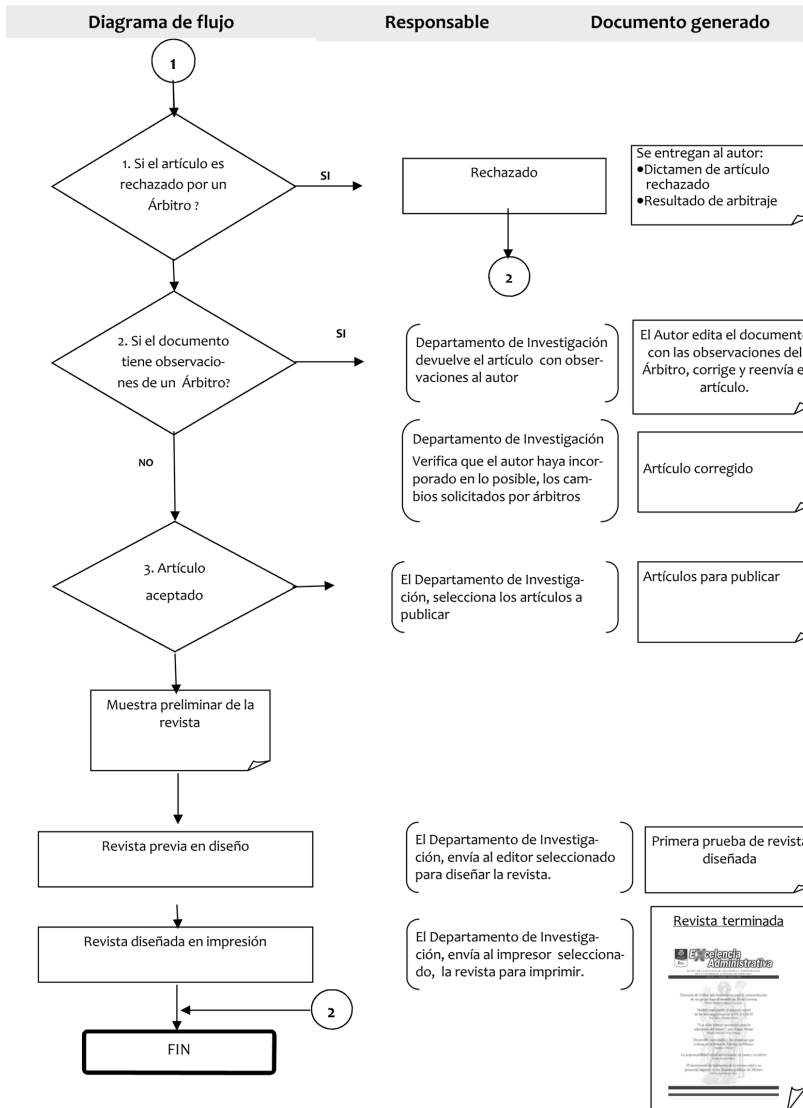 Diagrama de flujo
Responsable
Documento generado
1
1. Si el artículo es
rechazado por un
Árbitro ?
SI
Rechazado
Se entregan al autor:
•Dictamen de artículo
rechazado
•Resultado de arbitraje
2
2. Si el documento
tiene observacio-
nes de un Árbitro?
SI
NO
Departamento de Investigación
devuelve el artículo con obser-
vaciones al autor
El Autor edita el documento
con las observaciones del
Árbitro, corrige y reenvía e
artículo.
Departamento de Investigación
Verifica que el autor haya incor-
porado en lo posible, los cam-
bios solicitados por árbitros
Artículo corregido
3. Artículo
aceptado
El Departamento de Investiga-
ción, selecciona los artículos a
publicar
Artículos para publicar
Muestra preliminar de la
revista
Revista previa en diseño
El Departamento de Investiga-
ción, envía al editor seleccionado
para diseñar la revista.
Primera prueba de revista
diseñada
Revista diseñada en impresión
El Departamento de Investiga-
ción, envía al impresor selecciona-
do, la revista para imprimir.
Revista terminada
Excelencia
Administrativa
2
FIN